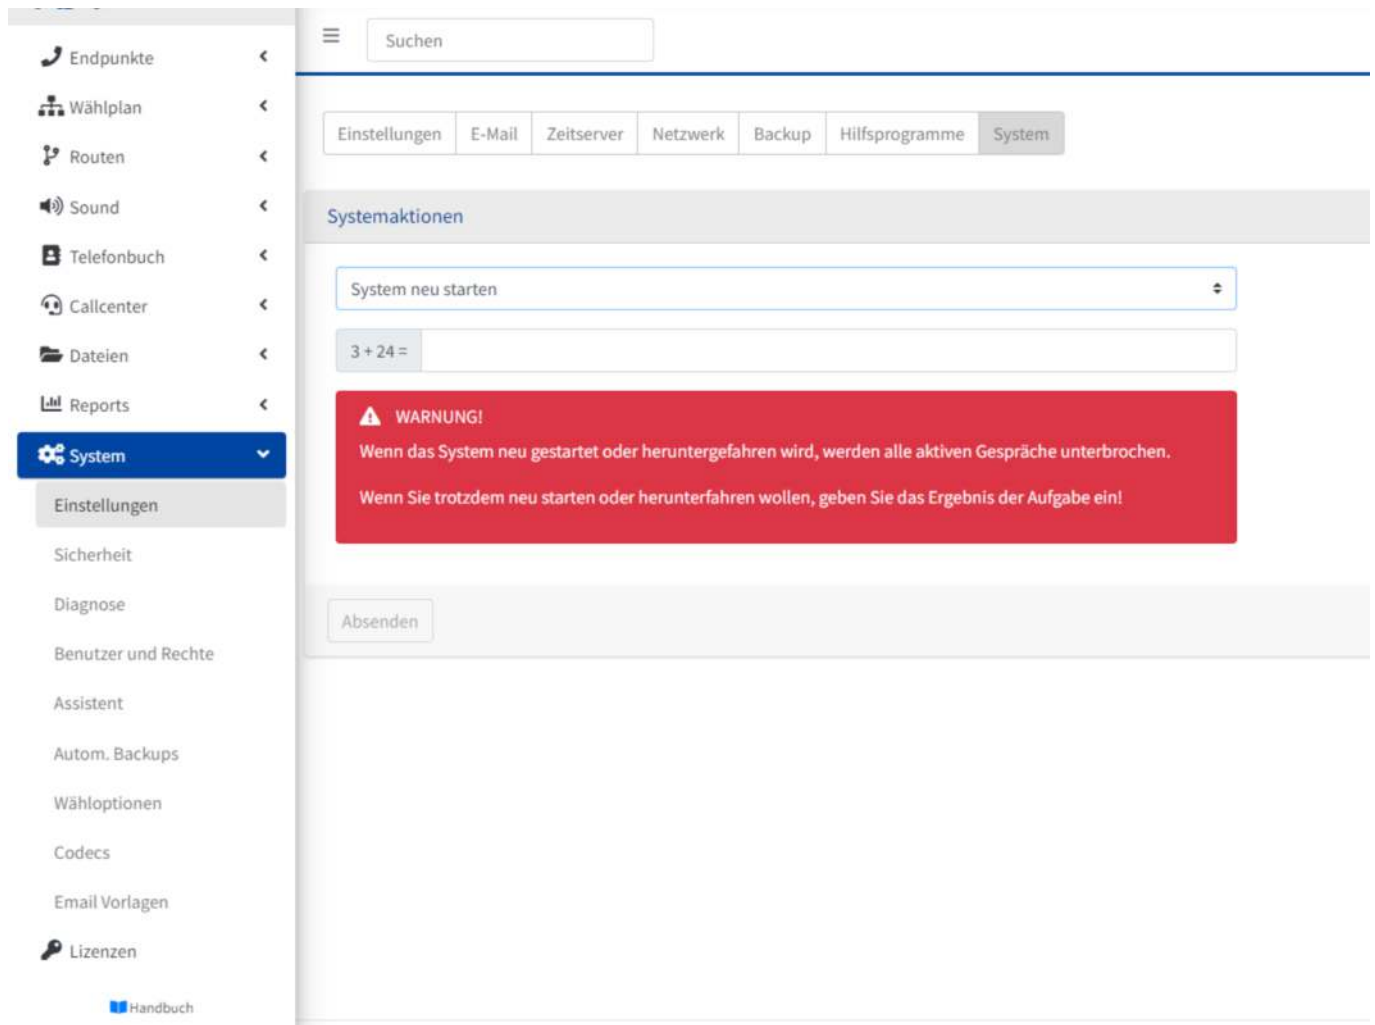 Suchen
Endpunkte
Wählplan
Routen
Sound
Telefonbuch
Callcenter
Dateien
Reports
System
Einstellungen
Sicherheit
Diagnose
Benutzer und Rechte
Assistent
Autom. Backups
Wähloptionen
Codecs
Email Vorlagen
Lizenzen
Handbuch
Einstellungen E-Mail Zeitserver Netzwerk Backup Hilfsprogramme System
Systemaktionen
System neu starten
3 + 24 =
WARNUNG!
Wenn das System neu gestartet oder heruntergefahren wird, werden alle aktiven Gespräche unterbrochen.
Wenn Sie trotzdem neu starten oder herunterfahren wollen, geben Sie das Ergebnis der Aufgabe ein!
Absenden